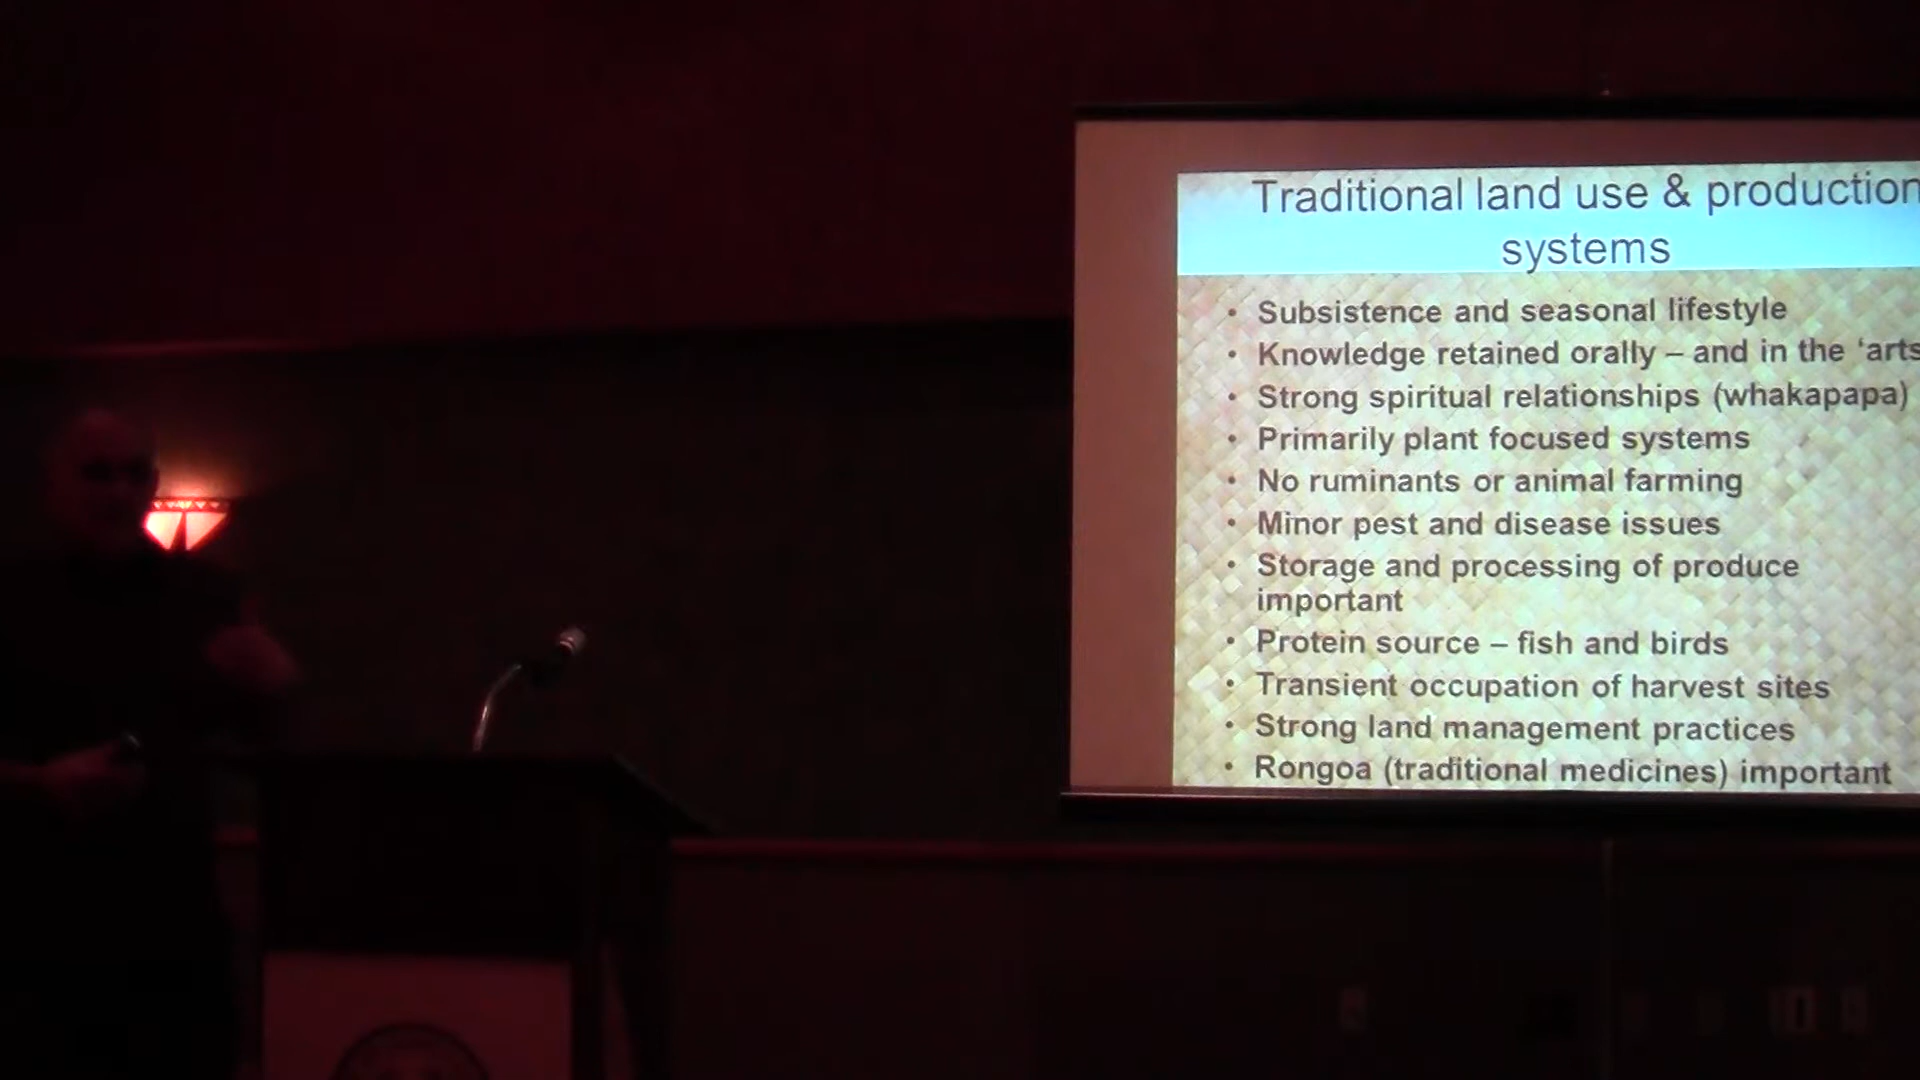 Traditional land use & production
systems
• Subsistence and seasonal lifestyle
• Knowledge retained orally – and in the ‘arts
• Strong spiritual relationships (whakapapa)
• Primarily plant focused systems
• No ruminants or animal farming
• Minor pest and disease issues
• Storage and processing of produce
important
• Protein source – fish and birds
• Transient occupation of harvest sites
• Strong land management practices
• Rongoa (traditional medicines) important